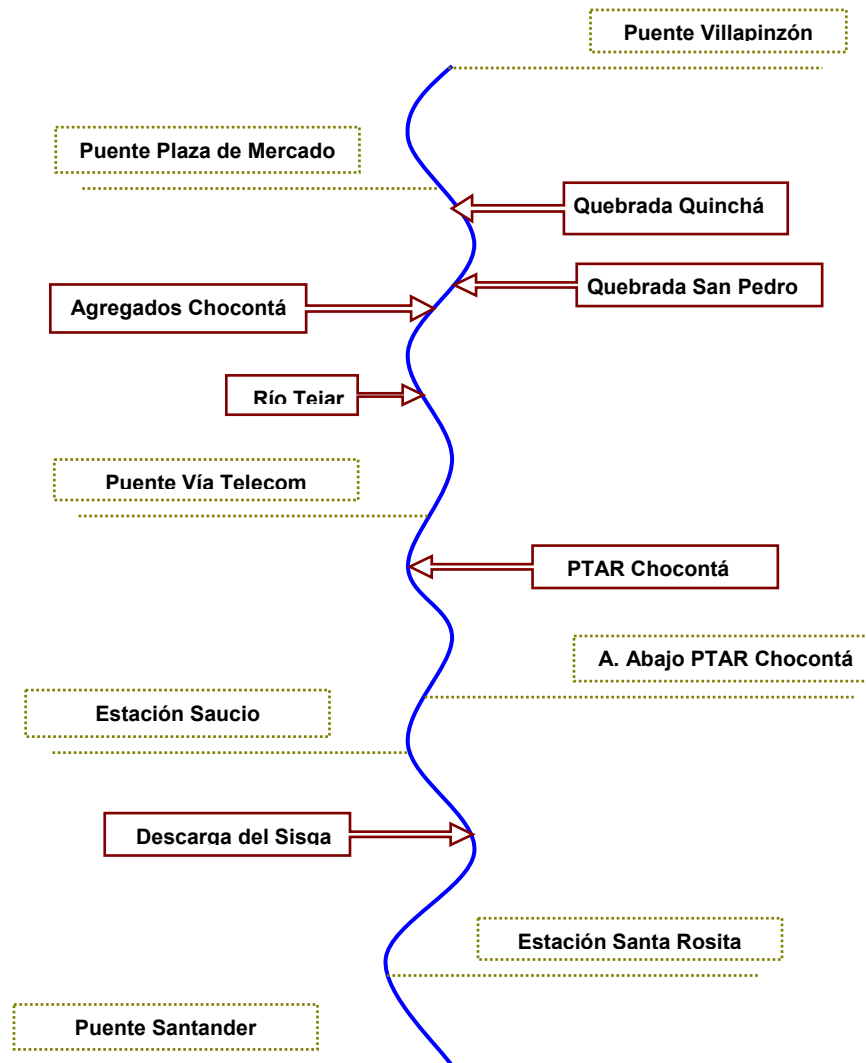 Puente Villapinzón
Puente Plaza de Mercado
Quebrada Quinchá
Quebrada San Pedro
Agregados Chocontá
Río Tejar
Puente Vía Telecom
PTAR Chocontá
A. Abajo PTAR Chocontá
Estación Saucio
Descarga del Sisga
Estación Santa Rosita
Puente Santander